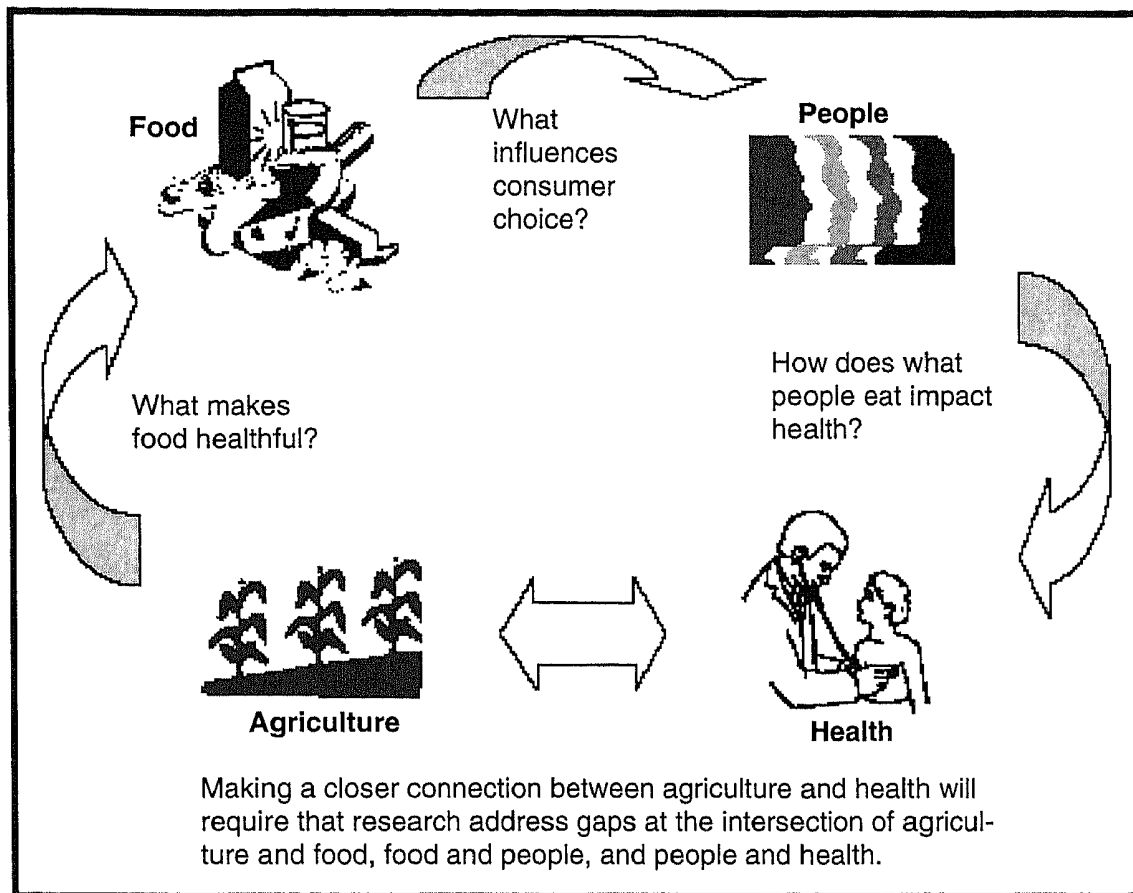 Food
What
influences
consumer
choice?
People
What makes
food healthful?
How does what
people eat impact
health?
Agriculture
Health
Making a closer connection between agriculture and health will
require that research address gaps at the intersection of agricul-
ture and food, food and people, and people and health.